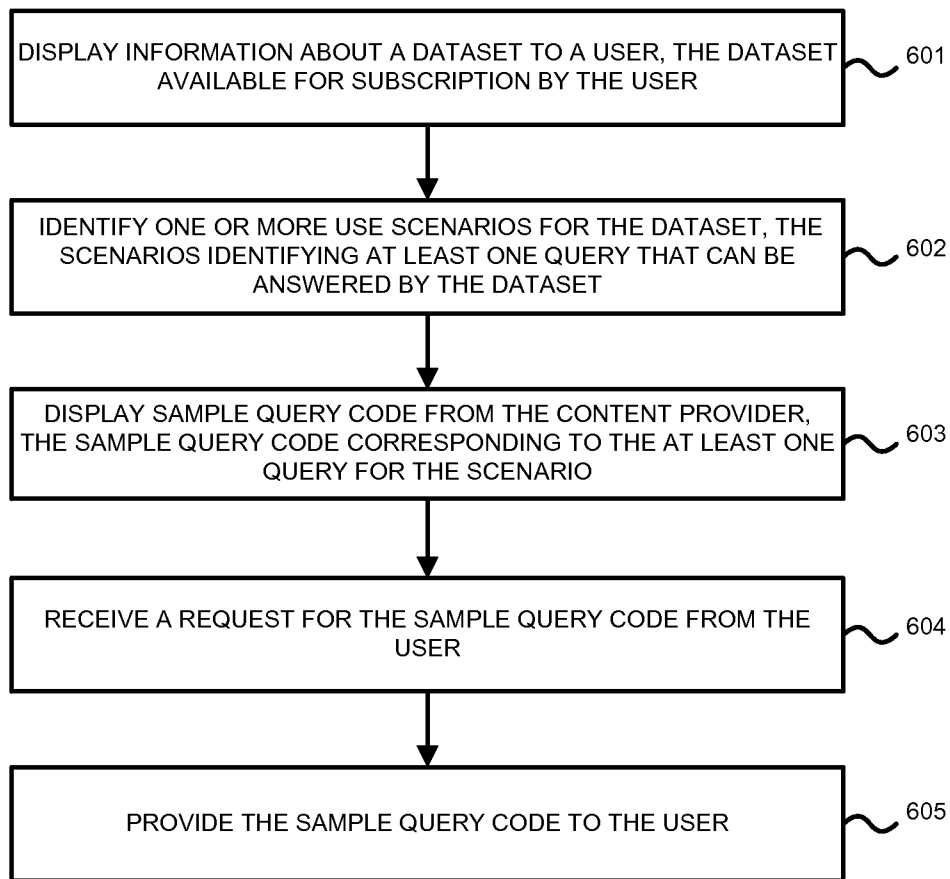 DISPLAY INFORMATION ABOUT A DATASET TO A USER, THE DATASET
AVAILABLE FOR SUBSCRIPTION BY THE USER
601
IDENTIFY ONE OR MORE USE SCENARIOS FOR THE DATASET, THE
SCENARIOS IDENTIFYING AT LEAST ONE QUERY THAT CAN BE
ANSWERED BY THE DATASET
602
DISPLAY SAMPLE QUERY CODE FROM THE CONTENT PROVIDER,
THE SAMPLE QUERY CODE CORRESPONDING TO THE AT LEAST ONE
QUERY FOR THE SCENARIO
603
RECEIVE A REQUEST FOR THE SAMPLE QUERY CODE FROM THE
USER
604
PROVIDE THE SAMPLE QUERY CODE TO THE USER
605